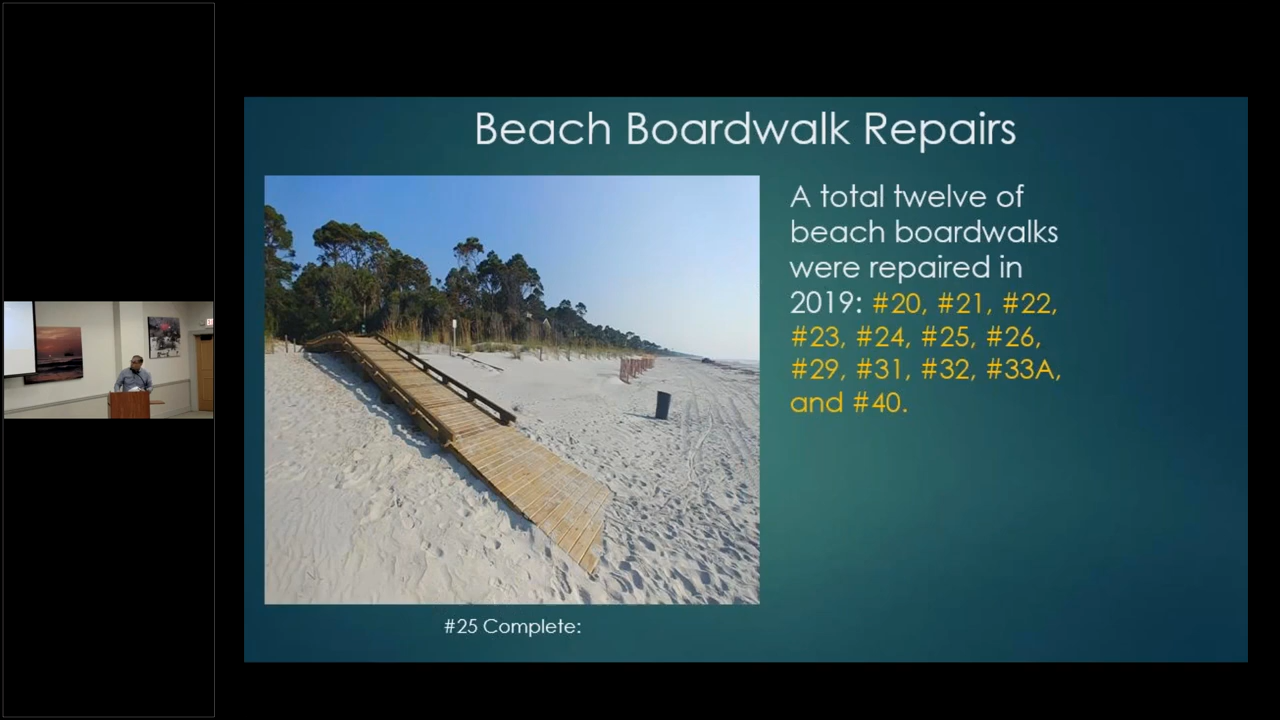 Beach Boardwalk Repairs
A total twelve of
beach boardwalks
were repaired in
2019: #20, #21, #22,
#23, #24, #25, #26,
#29, #31, #32, #33A,
and #40.
#25 Complete: